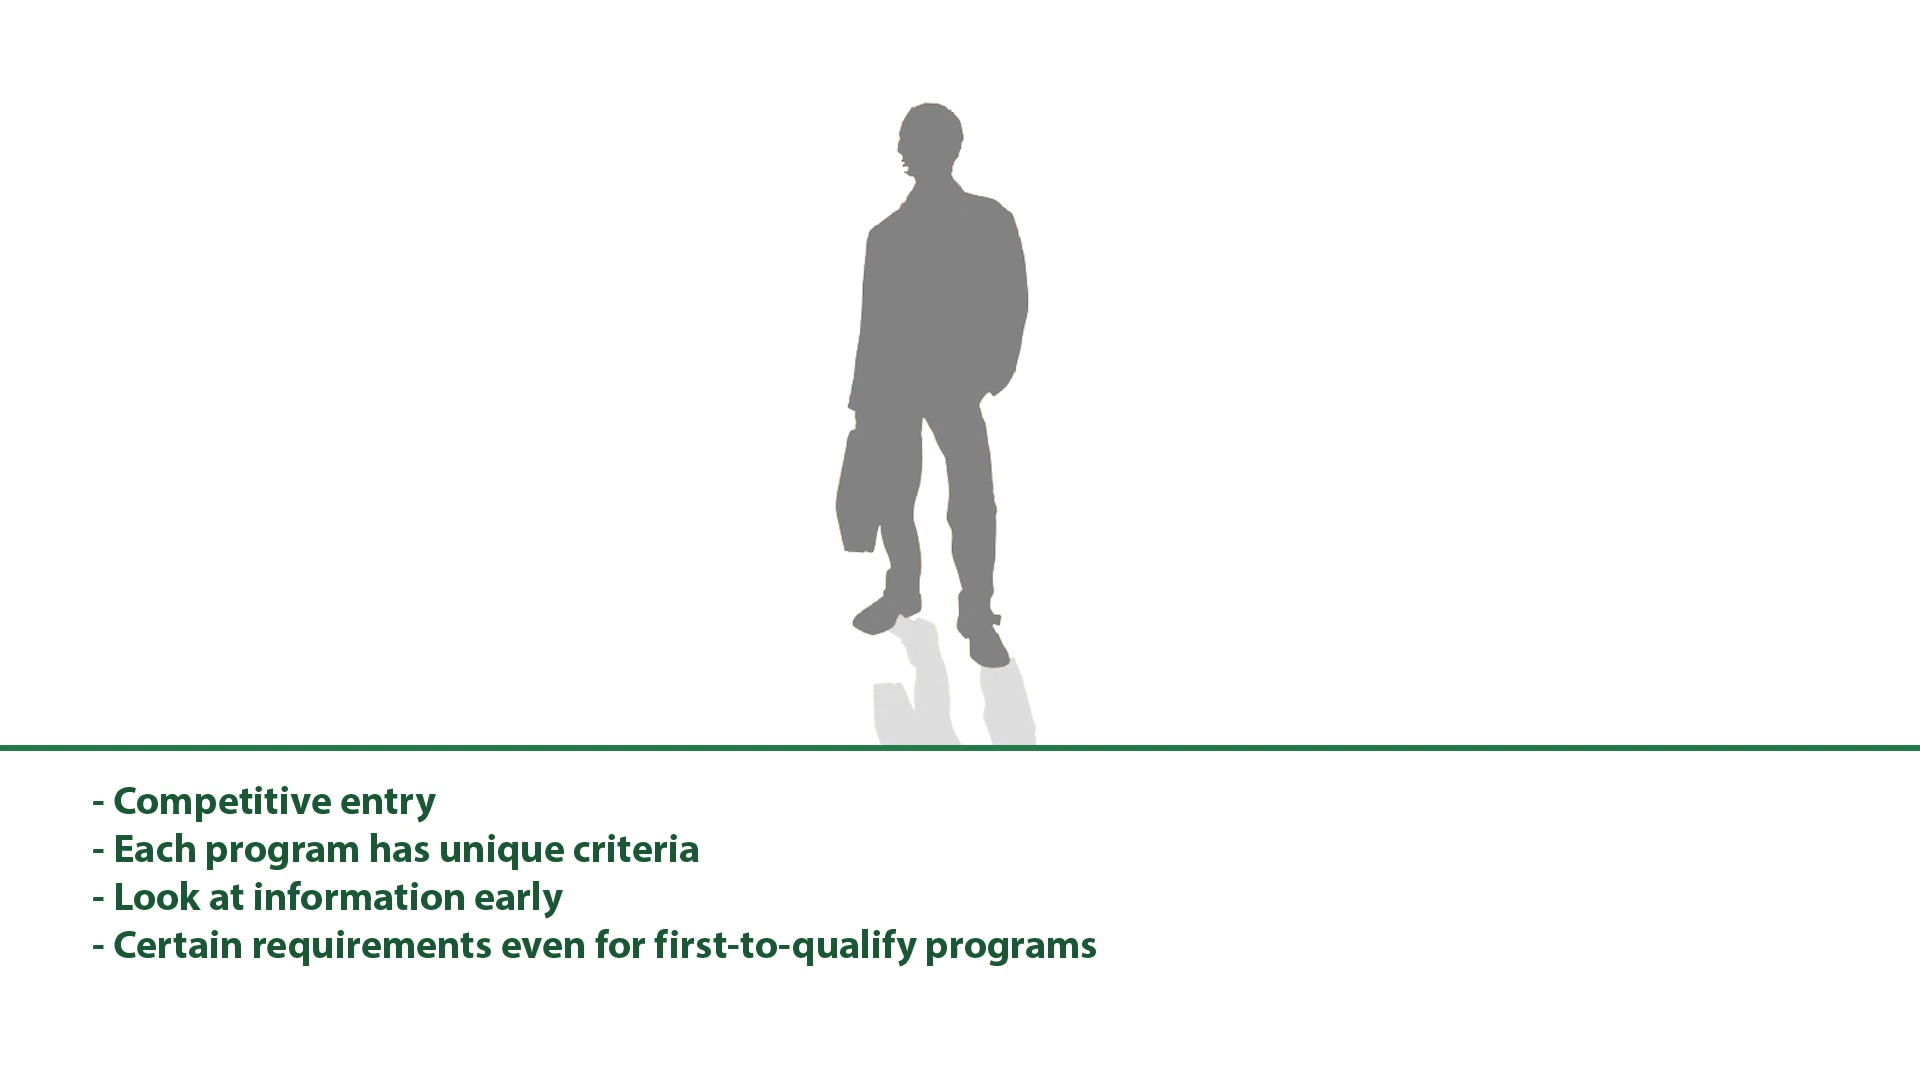 - Competitive entry
- Each program has unique criteria
- Look at information early
- Certain requirements even for first-to-qualify programs